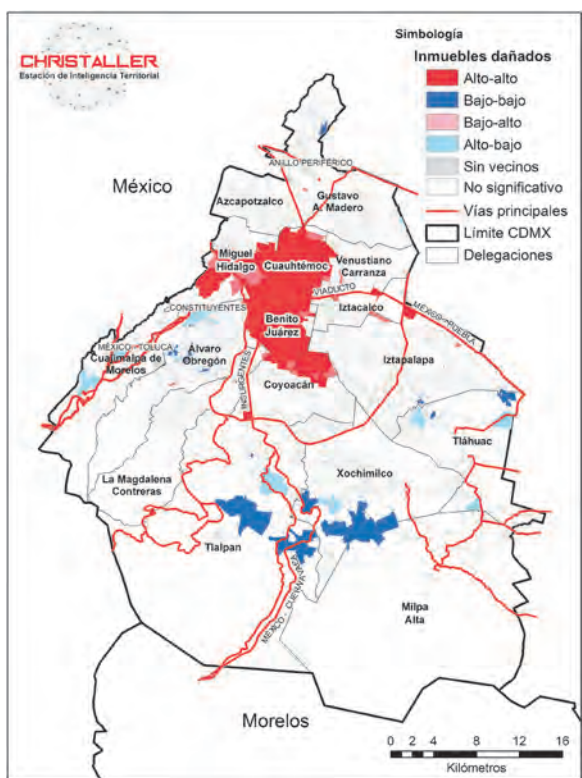 CHRISTALLER
Estación de Inteligencia Territorial
Simbología
Inmuebles dañados
Alto-alto
Bajo-bajo
Bajo-alto
Alto-bajo
Sin vecinos
No significativo
Vías principales
Límite CDMX
Delegaciones
México
ANILLO PERIFÉRICO
Azcapotzalco
Gustavo
A. Madero
Miguel
Hidalgo
Cuauhtémoc
Venustiano
Carranza
VIADUCTO
Iztacalco
MÉXICO-PUEBLA
CONSTITUYENTES
Benito
Juárez
MÉXICO-TOLUCA
Cuajimalpa de
Morelos
Álvaro
Obregón
INSURGENTES
Iztapalapa
Coyoacán
Tláhuac
La Magdalena
Contreras
Xochimilco
Tlalpan
MÉXICO - CUERNAVACA
Milpa
Alta
Morelos
0 2 4 8 12 16
Kilómetros